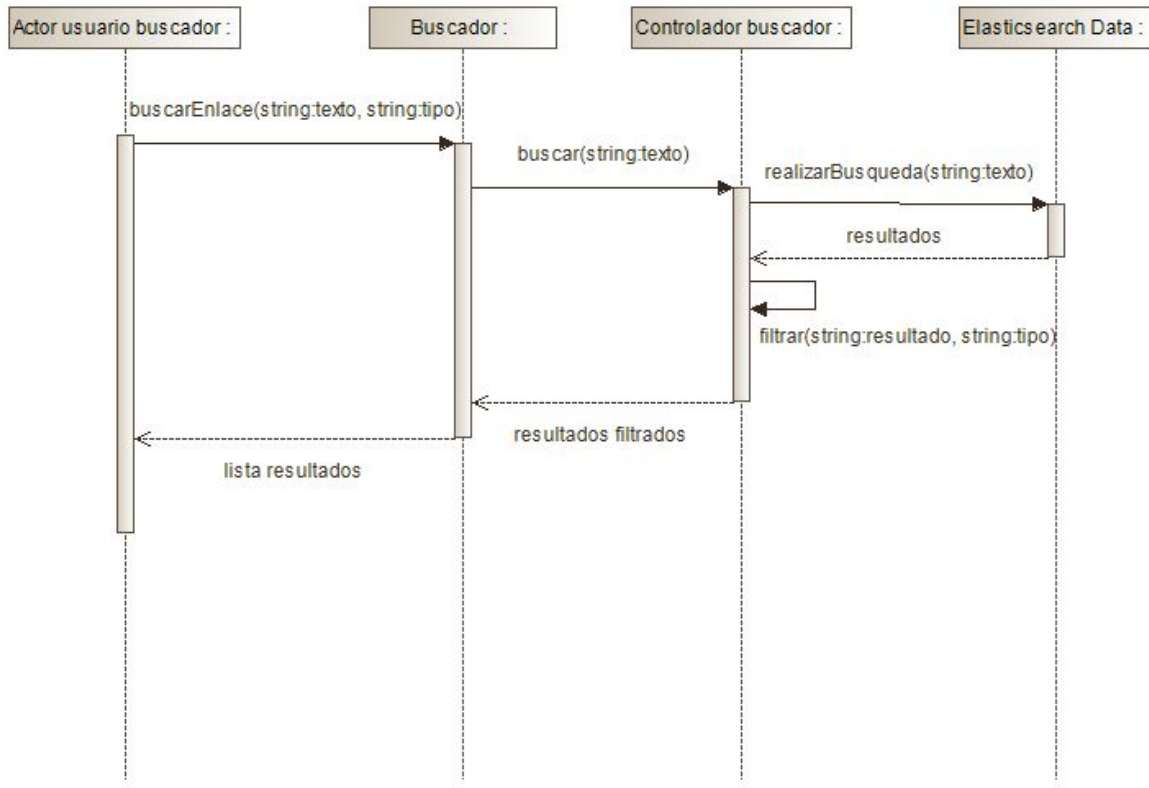 Actor usuario buscador :
Buscador :
Controlador buscador :
Elasticsearch Data :
buscarEnlace(string:texto, string:tipo)
buscar(string:texto)
realizarBusqueda(string:texto)
resultados
filtrar(string:resultado, string:tipo)
resultados filtrados
lista resultados